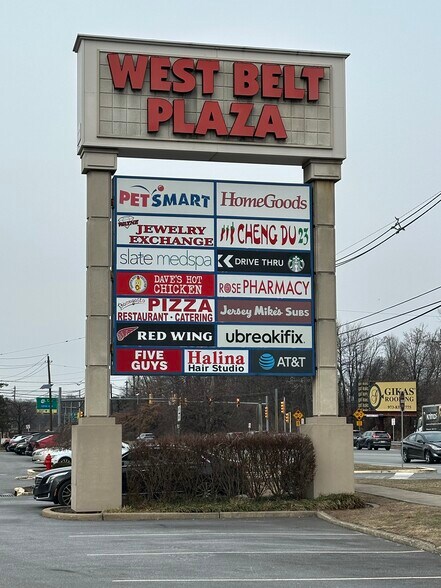 WEST BELT
PLAZA
PETSMART
HomeGoods
Wayne
JEWELRY
EXCHANGE
CHENG DU 23
slate medspa
DRIVE THRU
DAVE'S HOT
CHICKEN
ROSE PHARMACY
PIZZA
RESTAURANT • CATERING
Jersey Mike's Subs
RED WING
ubreakifix
FIVE
GUYS
Halina
Hair Studio
AT&T
GIKAS
ROOFING